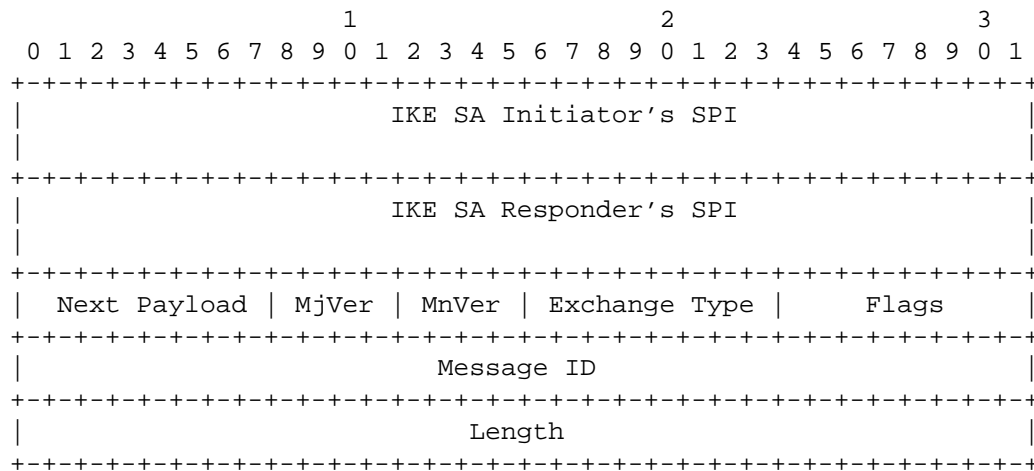 1                   2                   3
 0 1 2 3 4 5 6 7 8 9 0 1 2 3 4 5 6 7 8 9 0 1 2 3 4 5 6 7 8 9 0 1
+-+-+-+-+-+-+-+-+-+-+-+-+-+-+-+-+-+-+-+-+-+-+-+-+-+-+-+-+-+-+-+-+
|                       IKE SA Initiator’s SPI                  |
|                                                               |
+-+-+-+-+-+-+-+-+-+-+-+-+-+-+-+-+-+-+-+-+-+-+-+-+-+-+-+-+-+-+-+-+
|                       IKE SA Responder’s SPI                  |
|                                                               |
+-+-+-+-+-+-+-+-+-+-+-+-+-+-+-+-+-+-+-+-+-+-+-+-+-+-+-+-+-+-+-+-+
|  Next Payload | MjVer | MnVer | Exchange Type |     Flags     |
+-+-+-+-+-+-+-+-+-+-+-+-+-+-+-+-+-+-+-+-+-+-+-+-+-+-+-+-+-+-+-+-+
|                          Message ID                           |
+-+-+-+-+-+-+-+-+-+-+-+-+-+-+-+-+-+-+-+-+-+-+-+-+-+-+-+-+-+-+-+-+
|                            Length                             |
+-+-+-+-+-+-+-+-+-+-+-+-+-+-+-+-+-+-+-+-+-+-+-+-+-+-+-+-+-+-+-+-+